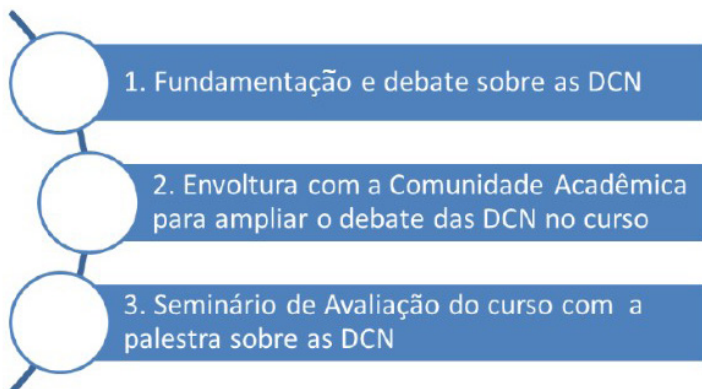 1. Fundamentação e debate sobre as DCN
2. Envoltura com a Comunidade Acadêmica
para ampliar o debate das DCN no curso
3. Seminário de Avaliação do curso com a
palestra sobre as DCN